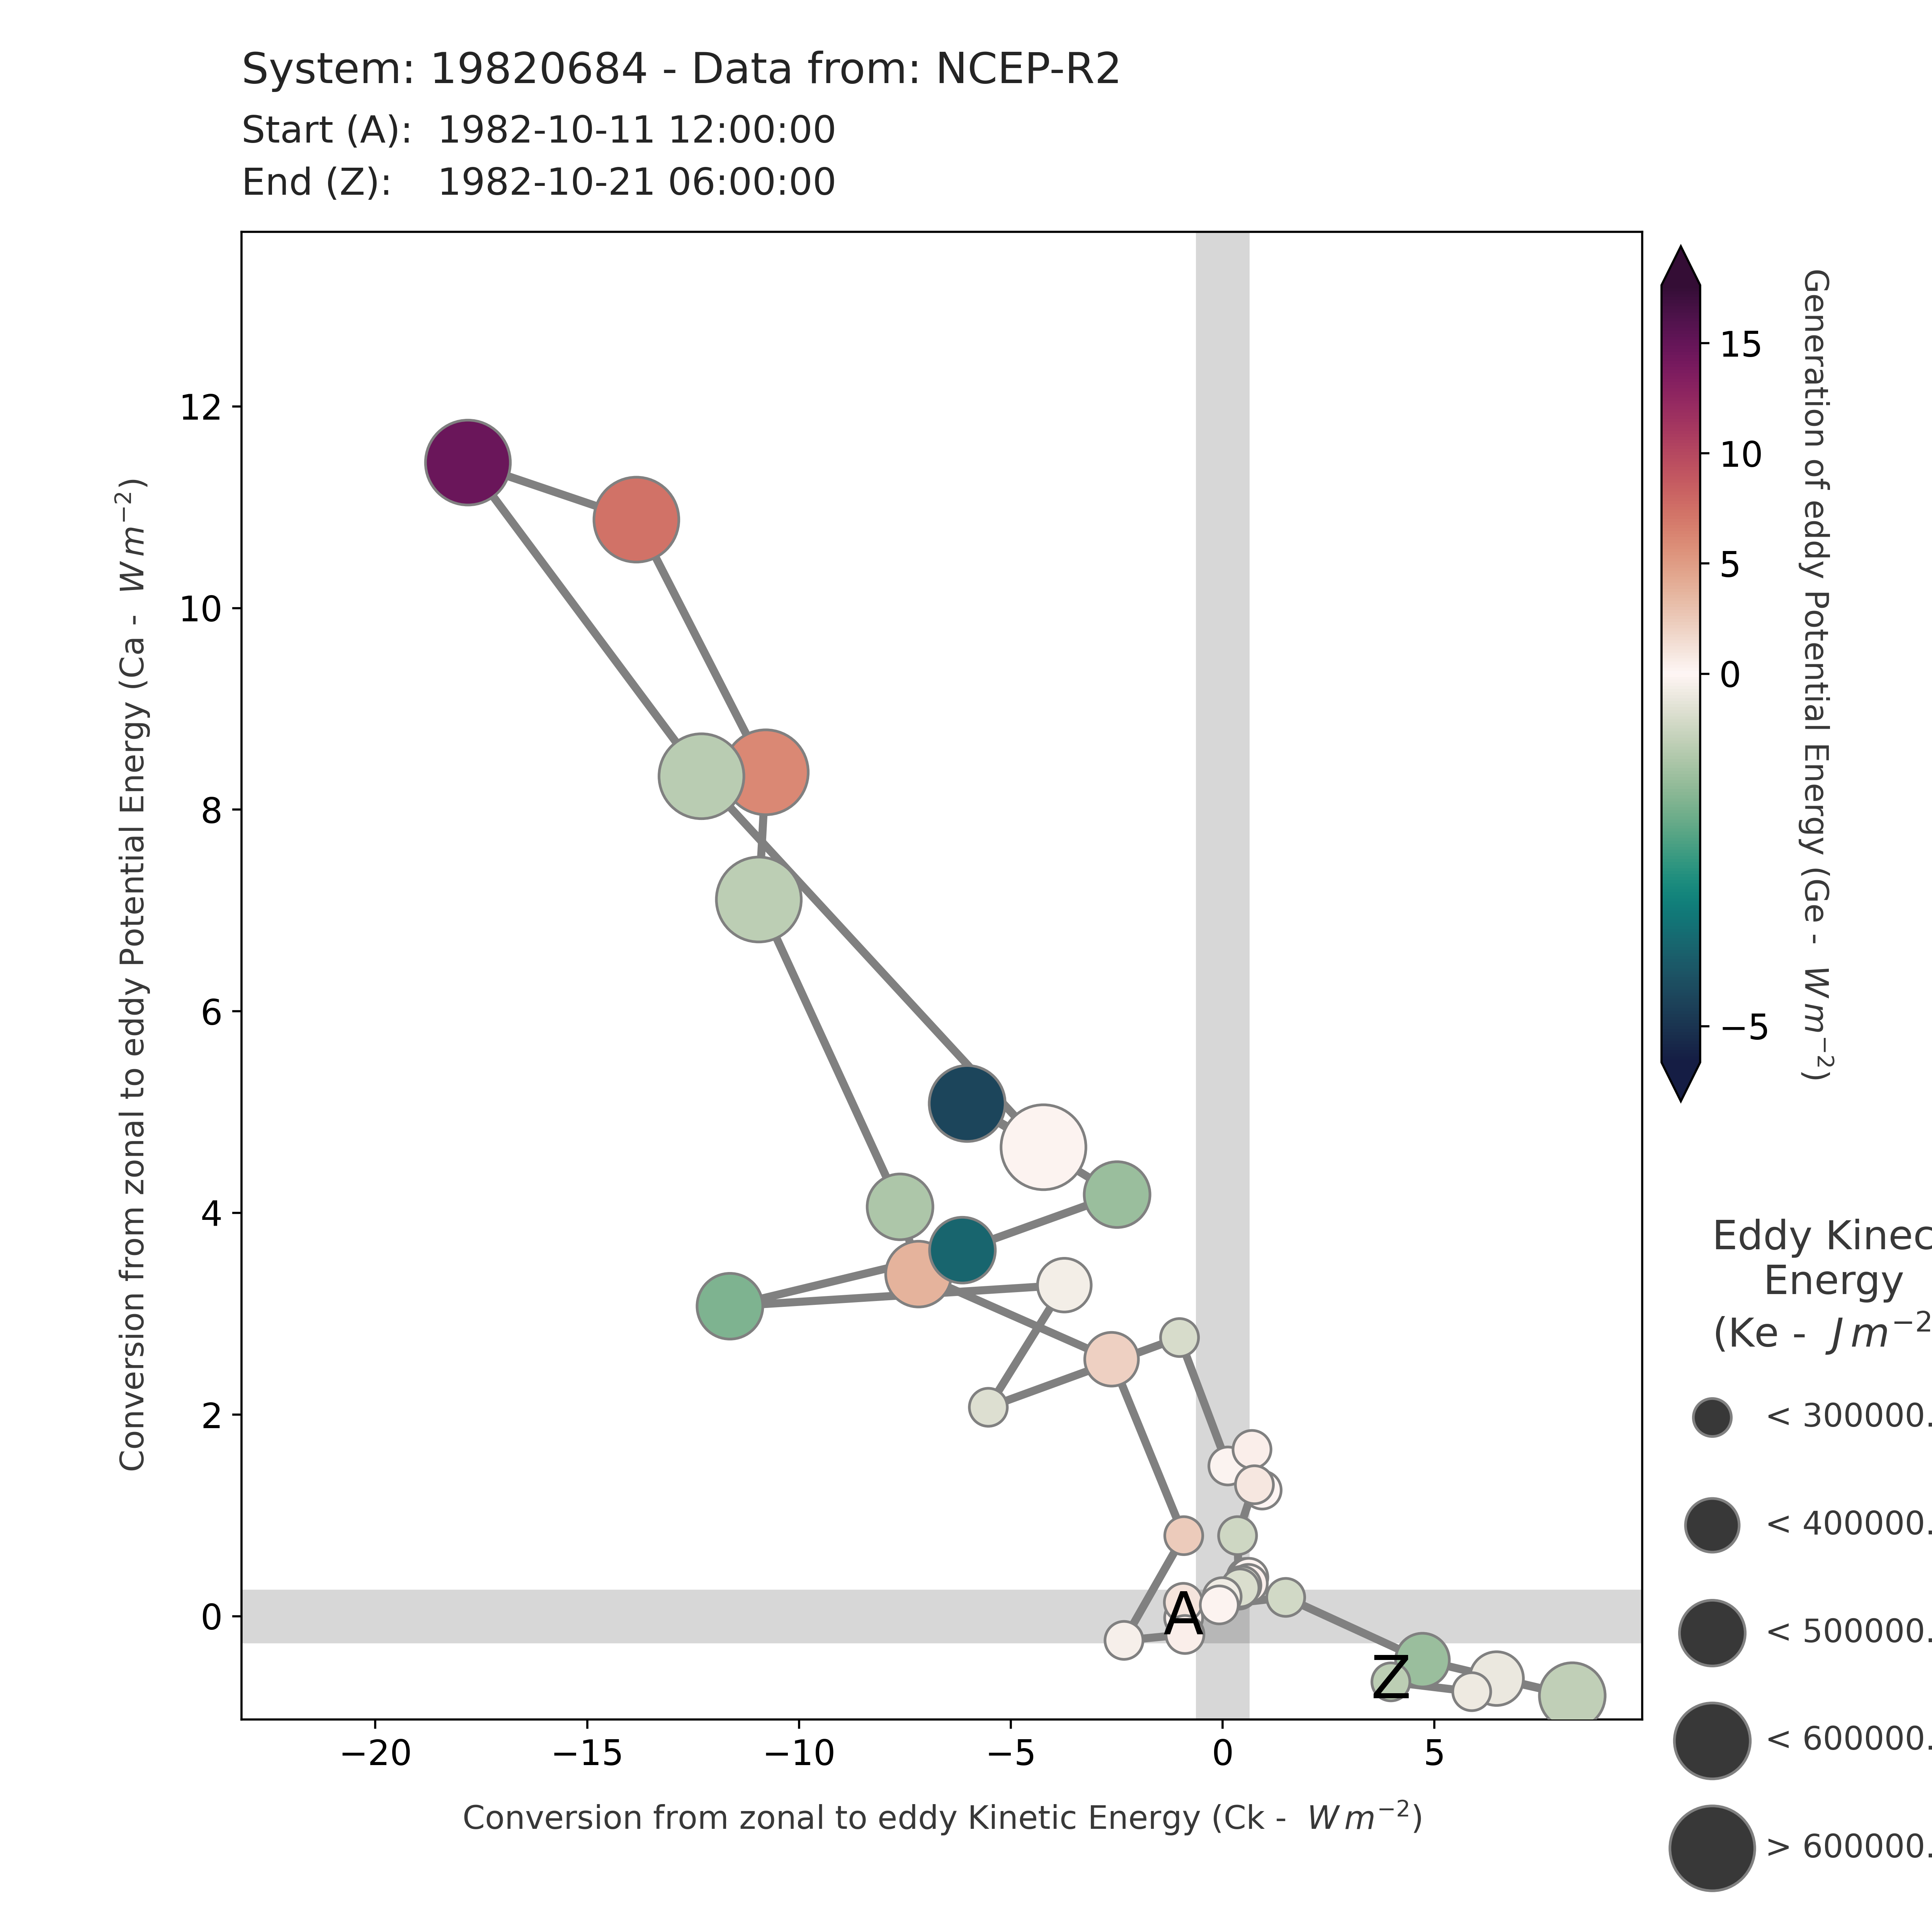 System: 19820684 - Data from: NCEP-R2
Start (A): 1982-10-11 12:00:00
End (Z): 1982-10-21 06:00:00
Conversion from zonal to eddy Potential Energy (Ca - W m⁻²)
12
10
8
6
4
2
0
A
Z
−20
−15
−10
−5
0
5
Conversion from zonal to eddy Kinetic Energy (Ck - W m⁻²)
15
10
5
0
−5
Generation of eddy Potential Energy (Ge - W m⁻²)
Eddy Kinec
Energy
(Ke - J m⁻²
< 300000.
< 400000.
< 500000.
< 600000.
> 600000.